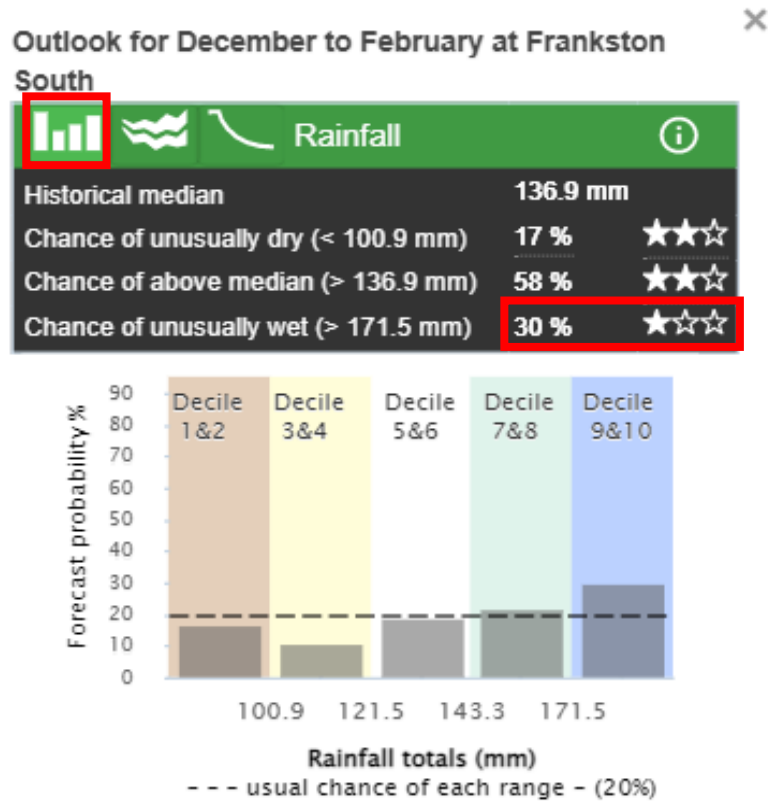 ×
Outlook for December to February at Frankston
South
Rainfall
Historical median 136.9 mm
Chance of unusually dry (< 100.9 mm) 17 % ★★☆
Chance of above median (> 136.9 mm) 58 % ★★☆
Chance of unusually wet (> 171.5 mm) 30 % ★☆☆
Forecast probability %
90
80
70
60
50
40
30
20
10
0
Decile 1&2
Decile 3&4
Decile 5&6
Decile 7&8
Decile 9&10
100.9 121.5 143.3 171.5
Rainfall totals (mm)
- - - usual chance of each range - (20%)